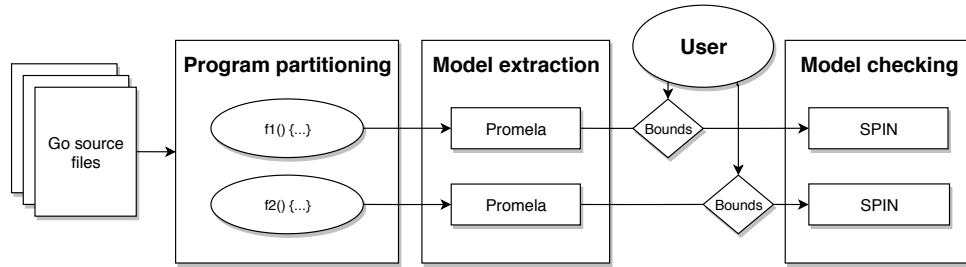 User
Program partitioning
Model extraction
Model checking
Go source
files
f1() {...}
Promela
Bounds
SPIN
f2() {...}
Promela
Bounds
SPIN